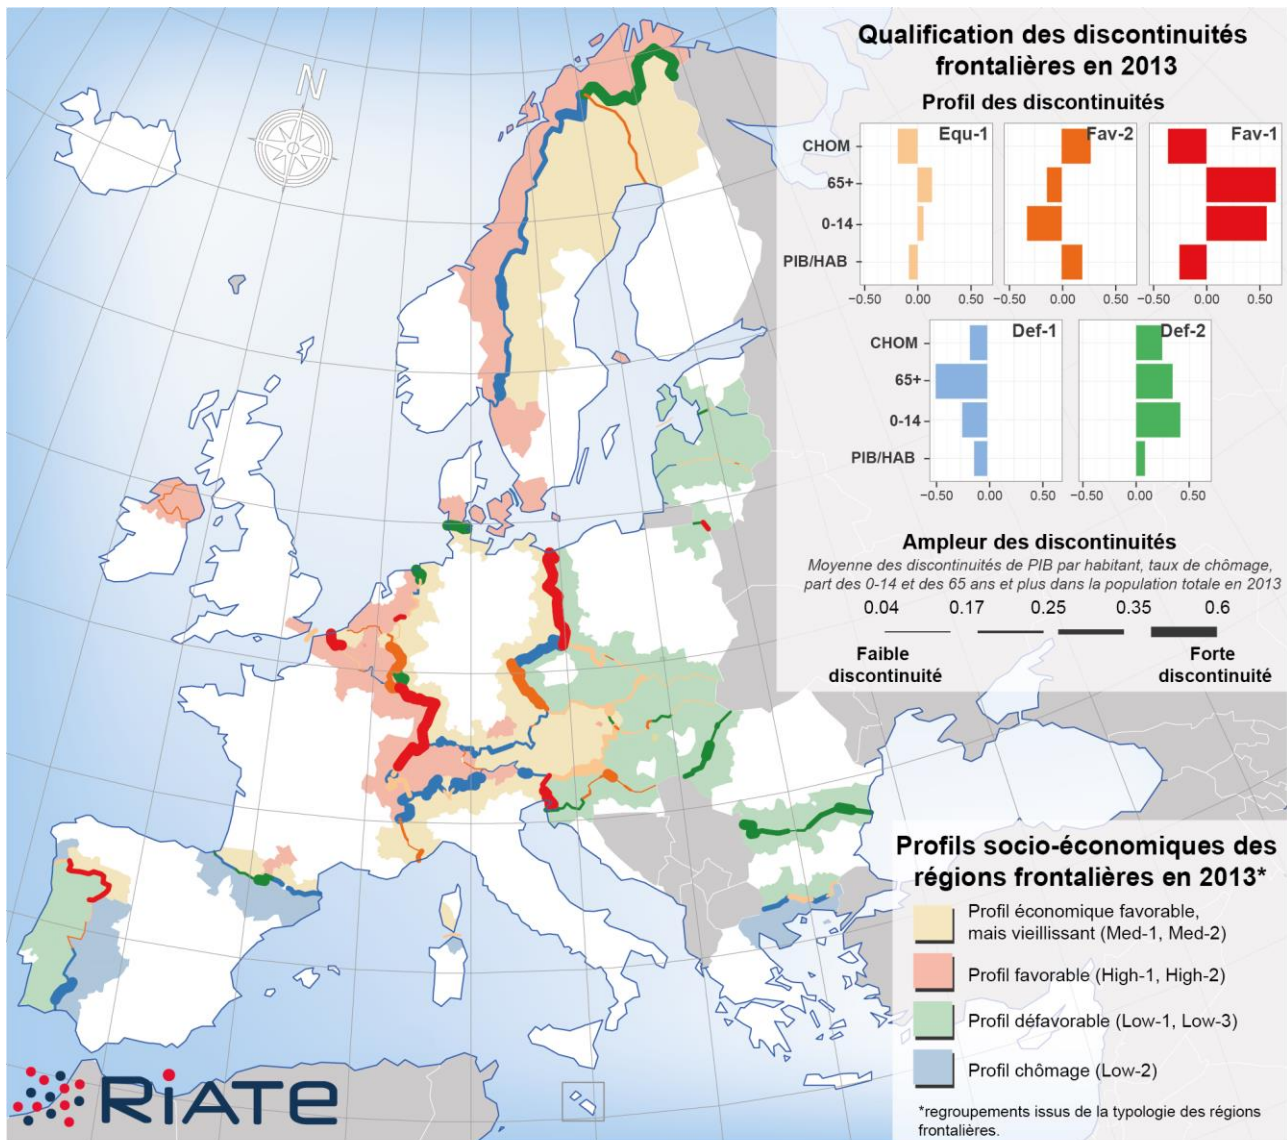 N
Qualification des discontinuités
frontalières en 2013
Profil des discontinuités
Equ-1
Fav-2
Fav-1
CHOM
65+
0-14
PIB/HAB
−0.50 0.00 0.50
−0.50 0.00 0.50
−0.50 0.00 0.50
Def-1
Def-2
CHOM
65+
0-14
PIB/HAB
−0.50 0.00 0.50
−0.50 0.00 0.50
Ampleur des discontinuités
Moyenne des discontinuités de PIB par habitant, taux de chômage,
part des 0-14 et des 65 ans et plus dans la population totale en 2013
0.04 0.17 0.25 0.35 0.6
Faible
discontinuité
Forte
discontinuité
Profils socio-économiques des
régions frontalières en 2013*
Profil économique favorable,
mais vieillissant (Med-1, Med-2)
Profil favorable (High-1, High-2)
Profil défavorable (Low-1, Low-3)
Profil chômage (Low-2)
*regroupements issus de la typologie des régions
frontalières.
RiATe